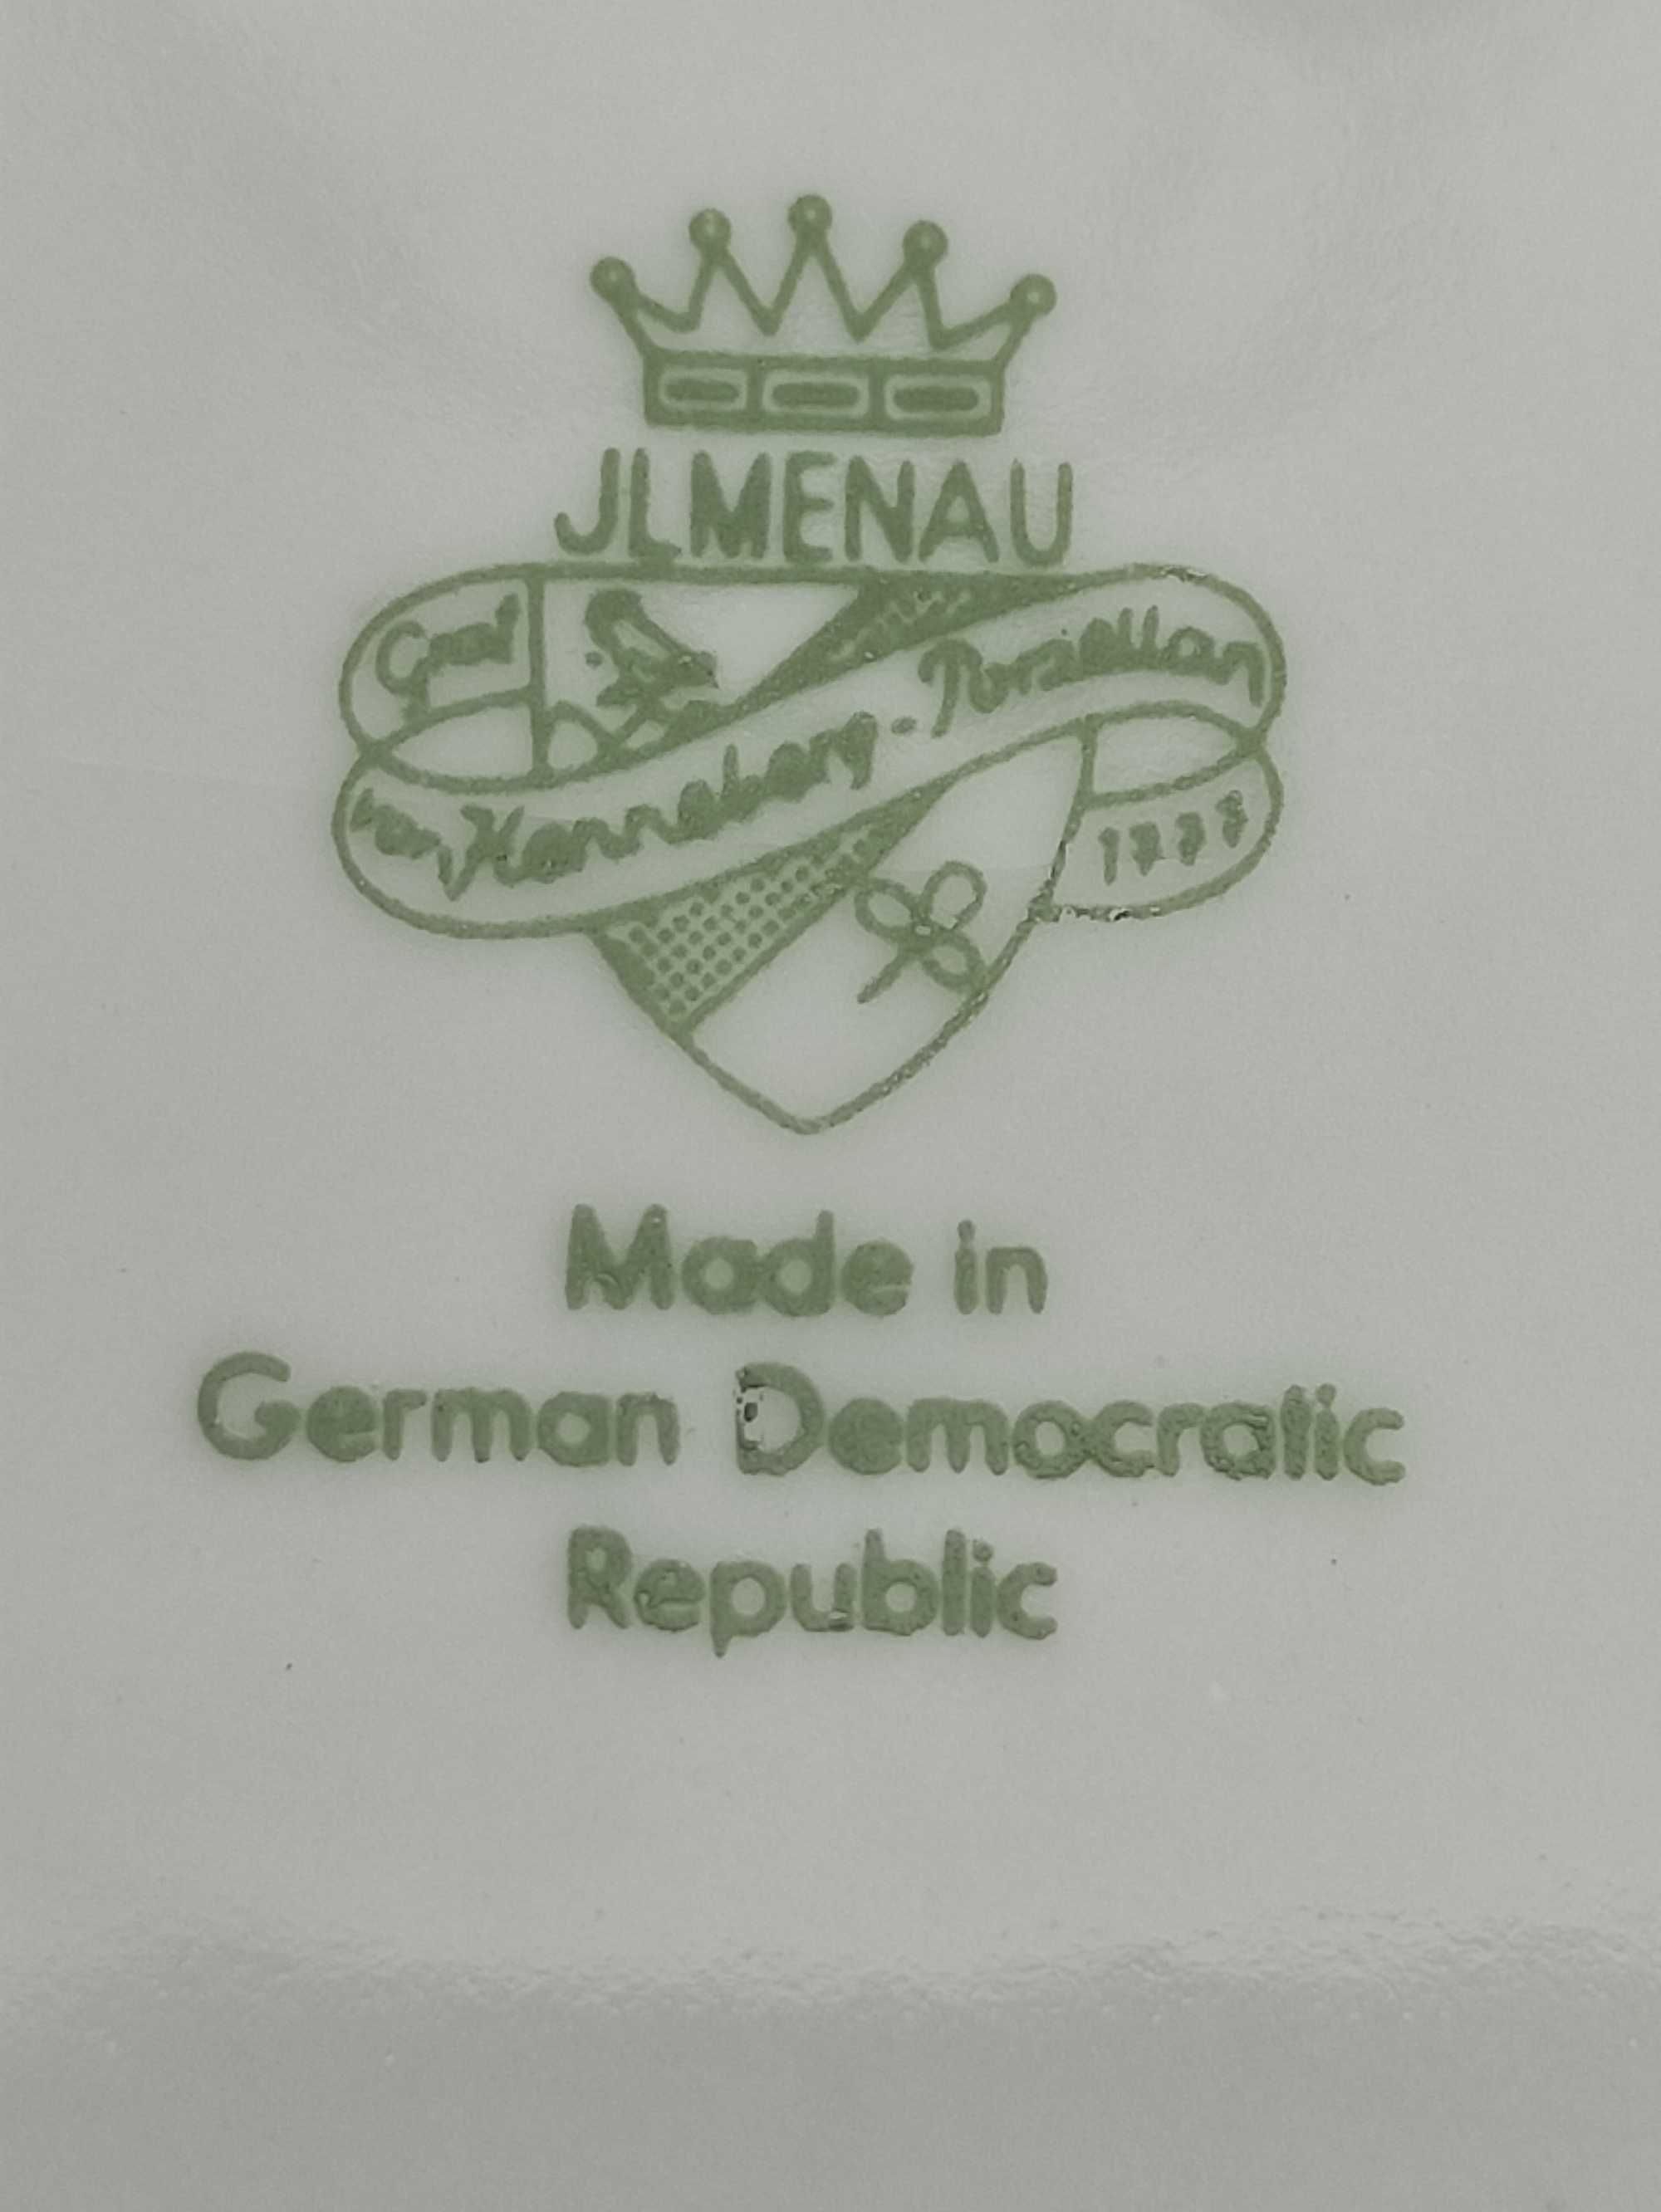 JLMENAU
Graf
von Henneberg - Porzellan
1777
Made in
German Democratic
Republic